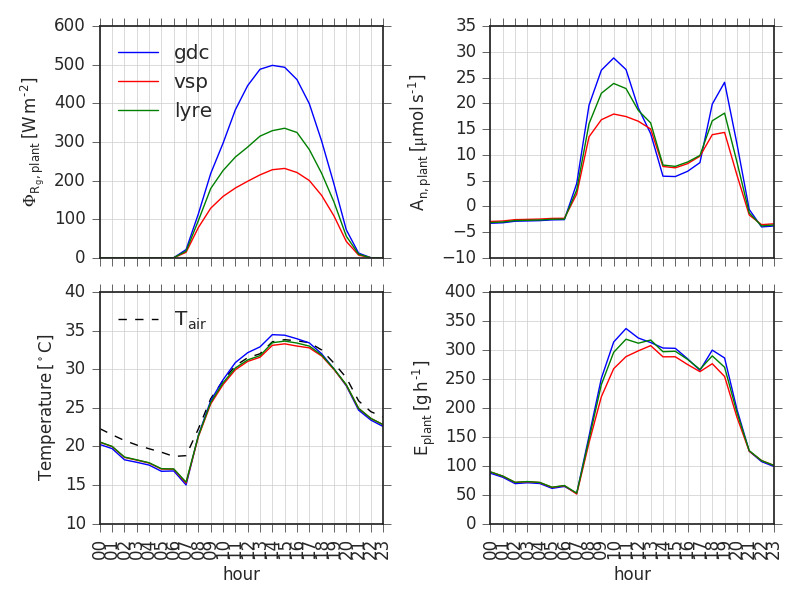 600
500
400
300
200
100
0
Φ_Rg,plant [W m⁻²]
gdc
vsp
lyre
35
30
25
20
15
10
5
0
−5
−10
A_n,plant [μmol s⁻¹]
40
35
30
25
20
15
10
Temperature [°C]
T_air
00 01 02 03 04 05 06 07 08 09 10 11 12 13 14 15 16 17 18 19 20 21 22 23
hour
400
350
300
250
200
150
100
50
0
E_plant [g h⁻¹]
00 01 02 03 04 05 06 07 08 09 10 11 12 13 14 15 16 17 18 19 20 21 22 23
hour